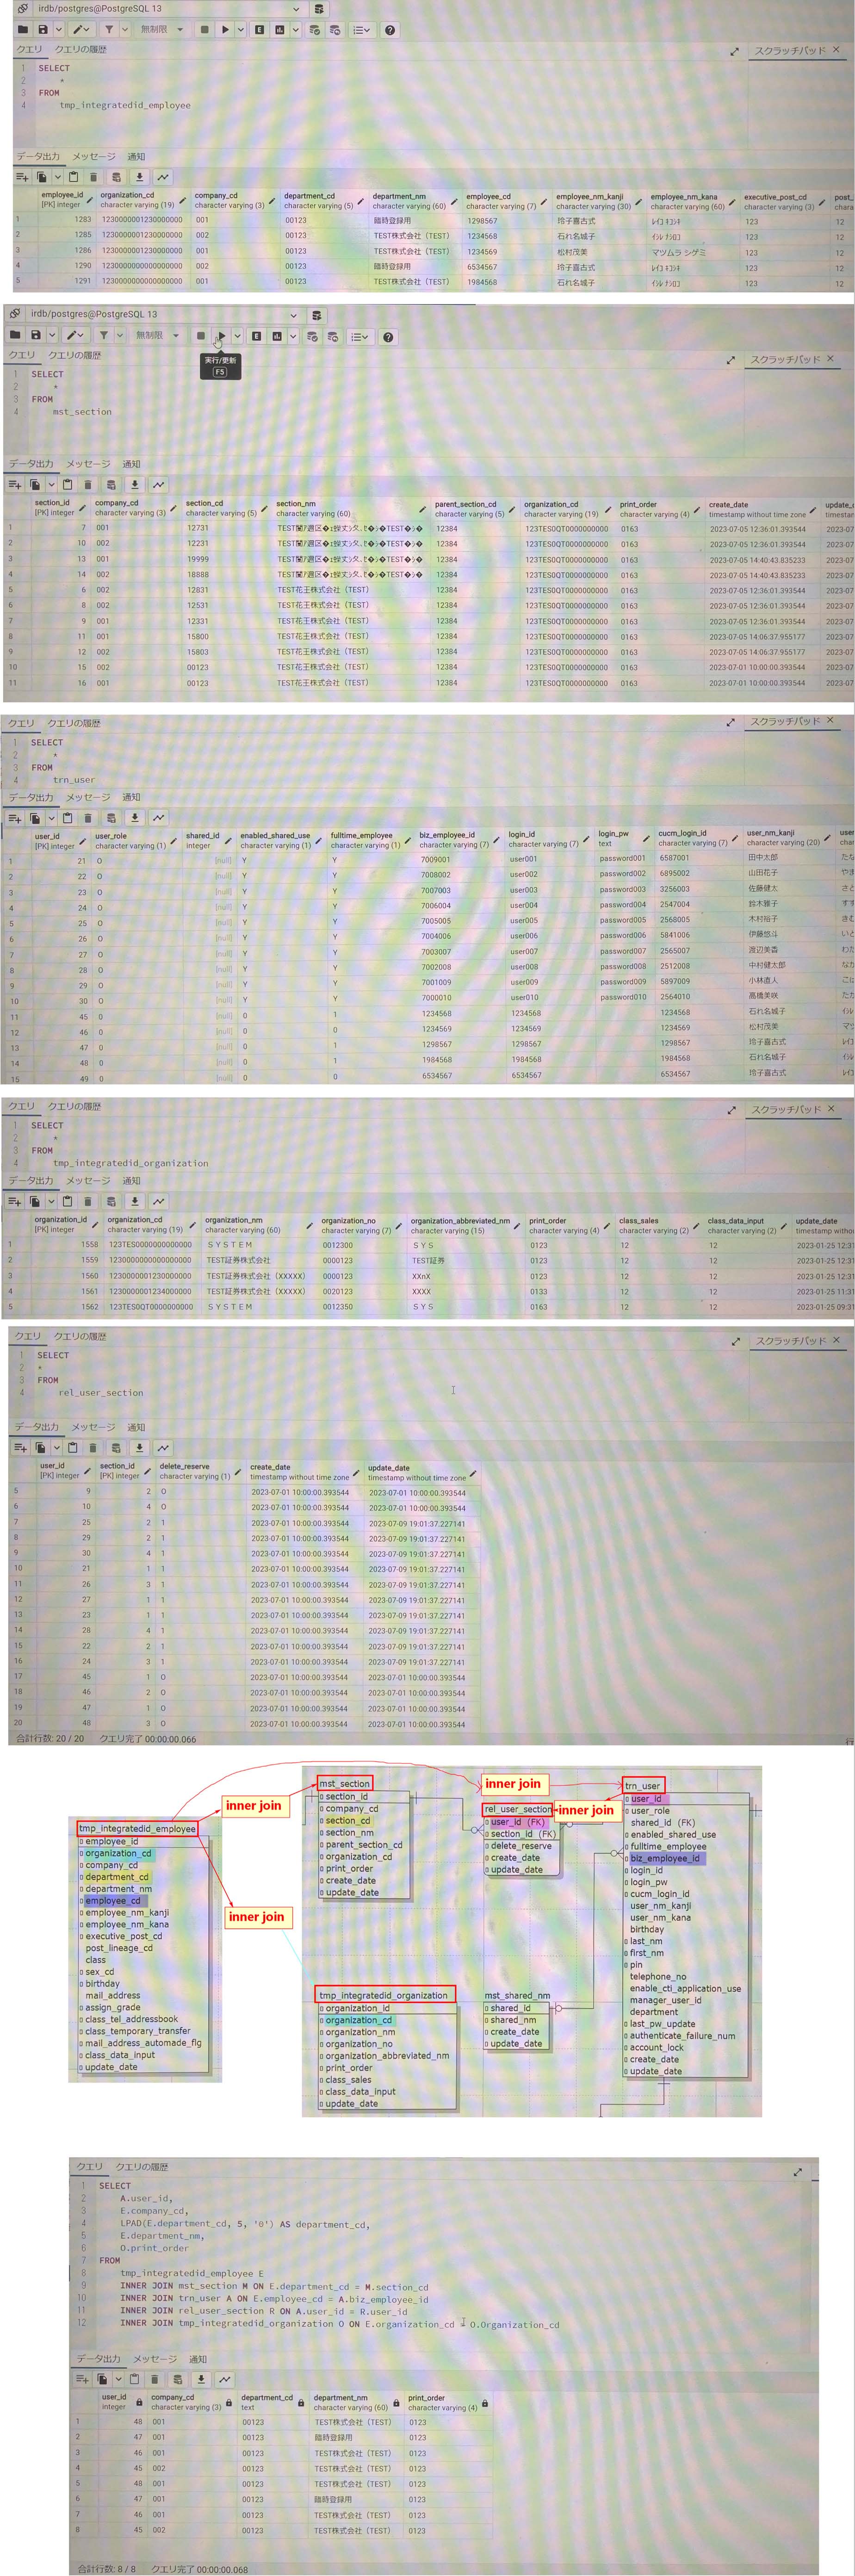 irdb/postgres@PostgreSQL 13
無制限
クエリ クエリの履歴 スクラッチパッド
1 SELECT
2 *
3 FROM
4 tmp_integratedid_employee
データ出力 メッセージ 通知
employee_id [PK] integer organization_cd character varying (19) company_cd character varying (3) department_cd character varying (5) department_nm character varying (60) employee_cd character varying (7) employee_nm_kanji character varying (30) employee_nm_kana character varying (60) executive_post_cd character varying (3) post_ charac
1 1283 1230000001230000000 001 00123 臨時登録用 1298567 玲子喜古式 ﾚｲｺ ｷｺｼｷ 123 12
2 1285 1230000001230000000 002 00123 TEST株式会社（TEST） 1234568 石れ名城子 ｲｼﾚ ﾅｼﾛｺ 123 12
3 1286 1230000001230000000 001 00123 TEST株式会社（TEST） 1234569 松村茂美 マツムラ シゲミ 123 12
4 1290 1230000000000000000 002 00123 臨時登録用 6534567 玲子喜古式 ﾚｲｺ ｷｺｼｷ 123 12
5 1291 1230000000000000000 001 00123 TEST株式会社（TEST） 1984568 石れ名城子 ｲｼﾚ ﾅｼﾛｺ 123 12
irdb/postgres@PostgreSQL 13
無制限
実行/更新
F5
クエリ クエリの履歴 スクラッチパッド
1 SELECT
2 *
3 FROM
4 mst_section
データ出力 メッセージ 通知
section_id [PK] integer company_cd character varying (3) section_cd character varying (5) section_nm character varying (60) parent_section_cd character varying (5) organization_cd character varying (19) print_order character varying (4) create_date timestamp without time zone update_ timestam
1 7 001 12731 12384 123TES0QT0000000000 0163 2023-07-05 12:36:01.393544 2023-07
2 10 002 12231 12384 123TES0QT0000000000 0163 2023-07-05 12:36:01.393544 2023-07
3 13 001 19999 12384 123TES0QT0000000000 0163 2023-07-05 14:40:43.835233 2023-07
4 14 002 18888 12384 123TES0QT0000000000 0163 2023-07-05 14:40:43.835233 2023-07
5 6 002 12831 TEST花王株式会社（TEST） 12384 123TES0QT0000000000 0163 2023-07-05 12:36:01.393544 2023-07
6 8 002 12531 TEST花王株式会社（TEST） 12384 123TES0QT0000000000 0163 2023-07-05 12:36:01.393544 2023-07
7 9 001 12331 TEST花王株式会社（TEST） 12384 123TES0QT0000000000 0163 2023-07-05 12:36:01.393544 2023-07
8 11 001 15800 TEST花王株式会社（TEST） 12384 123TES0QT0000000000 0163 2023-07-05 14:06:37.955177 2023-07
9 12 002 15803 TEST花王株式会社（TEST） 12384 123TES0QT0000000000 0163 2023-07-05 14:06:37.955177 2023-07
10 15 002 00123 TEST花王株式会社（TEST） 12384 123TES0QT0000000000 0163 2023-07-01 10:00:00.393544 2023-07
11 16 001 00123 TEST花王株式会社（TEST） 12384 123TES0QT0000000000 0163 2023-07-01 10:00:00.393544 2023-07
クエリ クエリの履歴 スクラッチパッド
1 SELECT
2 *
3 FROM
4 trn_user
データ出力 メッセージ 通知
user_id [PK] integer user_role character varying (1) shared_id integer enabled_shared_use character varying (1) fulltime_employee character varying (1) biz_employee_id character varying (7) login_id character varying (7) login_pw text cucm_login_id character varying (7) user_nm_kanji character varying (20) user
1 21 0 [null] Y Y 7009001 user001 password001 6587001 田中太郎 たな
2 22 0 [null] Y Y 7008002 user002 password002 6895002 山田花子 やま
3 23 0 [null] Y Y 7007003 user003 password003 3256003 佐藤健太 さと
4 24 0 [null] Y Y 7006004 user004 password004 2547004 鈴木雅子 すず
5 25 0 [null] Y Y 7005005 user005 password005 2568005 木村裕子 きむ
6 26 0 [null] Y Y 7004006 user006 password006 5841006 伊藤悠斗 いと
7 27 0 [null] Y Y 7003007 user007 password007 2565007 渡辺美香 わた
8 28 0 [null] Y Y 7002008 user008 password008 2512008 中村健太郎 なか
9 29 0 [null] Y Y 7001009 user009 password009 5897009 小林直人 こば
10 30 0 [null] Y Y 7000010 user010 password010 2564010 高橋美咲 たか
11 45 0 [null] 0 1 1234568 1234568 1234568 石れ名城子 ｲｼﾚ
12 46 0 [null] 0 0 1234569 1234569 1234569 松村茂美 マツ
13 47 0 [null] 0 1 1298567 1298567 1298567 玲子喜古式 ﾚｲｺ
14 48 0 [null] 0 1 1984568 1984568 1984568 石れ名城子 ｲｼﾚ
15 49 0 [null] 0 0 6534567 6534567 6534567 玲子喜古式 ﾚｲｺ
クエリ クエリの履歴 スクラッチパッド
1 SELECT
2 *
3 FROM
4 tmp_integratedid_organization
データ出力 メッセージ 通知
organization_id [PK] integer organization_cd character varying (19) organization_nm character varying (60) organization_no character varying (7) organization_abbreviated_nm character varying (15) print_order character varying (4) class_sales character varying (2) class_data_input character varying (2) update_date timestamp witho
1 1558 123TES0000000000000 ＳＹＳＴＥＭ 0012300 ＳＹＳ 0123 12 12 2023-01-25 12:31
2 1559 1230000000000000000 TEST証券株式会社 0000123 TEST証券 0123 12 12 2023-01-25 12:31
3 1560 1230000001230000000 TEST証券株式会社（XXXXX） 0000123 XXnX 0123 12 12 2023-01-25 12:31
4 1561 1230000001234000000 TEST証券株式会社（XXXXX） 0020123 XXXX 0133 12 12 2023-01-25 11:31
5 1562 123TES0QT0000000000 ＳＹＳＴＥＭ 0012350 ＳＹＳ 0163 12 12 2023-01-25 09:31
クエリ クエリの履歴 スクラッチパッド
1 SELECT
2 *
3 FROM
4 rel_user_section
データ出力 メッセージ 通知
user_id [PK] integer section_id [PK] integer delete_reserve character varying (1) create_date timestamp without time zone update_date timestamp without time zone
5 9 2 0 2023-07-01 10:00:00.393544 2023-07-01 10:00:00.393544
6 10 4 0 2023-07-01 10:00:00.393544 2023-07-01 10:00:00.393544
7 25 2 1 2023-07-01 10:00:00.393544 2023-07-09 19:01:37.227141
8 29 2 1 2023-07-01 10:00:00.393544 2023-07-09 19:01:37.227141
9 30 4 1 2023-07-01 10:00:00.393544 2023-07-09 19:01:37.227141
10 21 1 1 2023-07-01 10:00:00.393544 2023-07-09 19:01:37.227141
11 26 3 1 2023-07-01 10:00:00.393544 2023-07-09 19:01:37.227141
12 27 1 1 2023-07-01 10:00:00.393544 2023-07-09 19:01:37.227141
13 23 1 1 2023-07-01 10:00:00.393544 2023-07-09 19:01:37.227141
14 28 4 1 2023-07-01 10:00:00.393544 2023-07-09 19:01:37.227141
15 22 2 1 2023-07-01 10:00:00.393544 2023-07-09 19:01:37.227141
16 24 3 1 2023-07-01 10:00:00.393544 2023-07-09 19:01:37.227141
17 45 1 0 2023-07-01 10:00:00.393544 2023-07-01 10:00:00.393544
18 46 2 0 2023-07-01 10:00:00.393544 2023-07-01 10:00:00.393544
19 47 1 0 2023-07-01 10:00:00.393544 2023-07-01 10:00:00.393544
20 48 3 0 2023-07-01 10:00:00.393544 2023-07-01 10:00:00.393544
合計行数: 20 / 20 クエリ完了 00:00:00.066 行
tmp_integratedid_employee
employee_id
organization_cd
company_cd
department_cd
department_nm
employee_cd
employee_nm_kanji
employee_nm_kana
executive_post_cd
post_lineage_cd
class
sex_cd
birthday
mail_address
assign_grade
class_tel_addressbook
class_temporary_transfer
mail_address_automade_flg
class_data_input
update_date
inner join
inner join
mst_section
section_id
company_cd
section_cd
section_nm
parent_section_cd
organization_cd
print_order
create_date
update_date
tmp_integratedid_organization
organization_id
organization_cd
organization_nm
organization_no
organization_abbreviated_nm
print_order
class_sales
class_data_input
update_date
inner join
rel_user_section
user_id (FK)
section_id (FK)
delete_reserve
create_date
update_date
inner join
mst_shared_nm
shared_id
shared_nm
create_date
update_date
trn_user
user_id
user_role
shared_id (FK)
enabled_shared_use
fulltime_employee
biz_employee_id
login_id
login_pw
cucm_login_id
user_nm_kanji
user_nm_kana
birthday
last_nm
first_nm
pin
telephone_no
enable_cti_application_use
manager_user_id
department
last_pw_update
authenticate_failure_num
account_lock
create_date
update_date
クエリ クエリの履歴
1 SELECT
2 A.user_id,
3 E.company_cd,
4 LPAD(E.department_cd, 5, '0') AS department_cd,
5 E.department_nm,
6 O.print_order
7 FROM
8 tmp_integratedid_employee E
9 INNER JOIN mst_section M ON E.department_cd = M.section_cd
10 INNER JOIN trn_user A ON E.employee_cd = A.biz_employee_id
11 INNER JOIN rel_user_section R ON A.user_id = R.user_id
12 INNER JOIN tmp_integratedid_organization O ON E.organization_cd = O.Organization_cd
データ出力 メッセージ 通知
user_id integer company_cd character varying (3) department_cd text department_nm character varying (60) print_order character varying (4)
1 48 001 00123 TEST株式会社（TEST） 0123
2 47 001 00123 臨時登録用 0123
3 46 001 00123 TEST株式会社（TEST） 0123
4 45 002 00123 TEST株式会社（TEST） 0123
5 48 001 00123 TEST株式会社（TEST） 0123
6 47 001 00123 臨時登録用 0123
7 46 001 00123 TEST株式会社（TEST） 0123
8 45 002 00123 TEST株式会社（TEST） 0123
合計行数: 8 / 8 クエリ完了 00:00:00.068